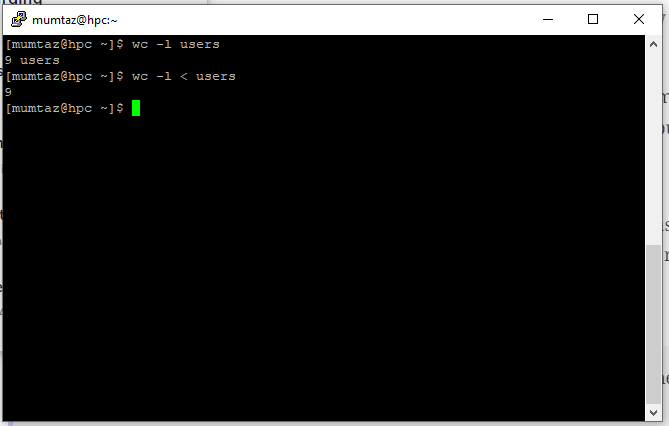 mumtaz@hpc:~
[mumtaz@hpc ~]$ wc -l users
9 users
[mumtaz@hpc ~]$ wc -l < users
9
[mumtaz@hpc ~]$